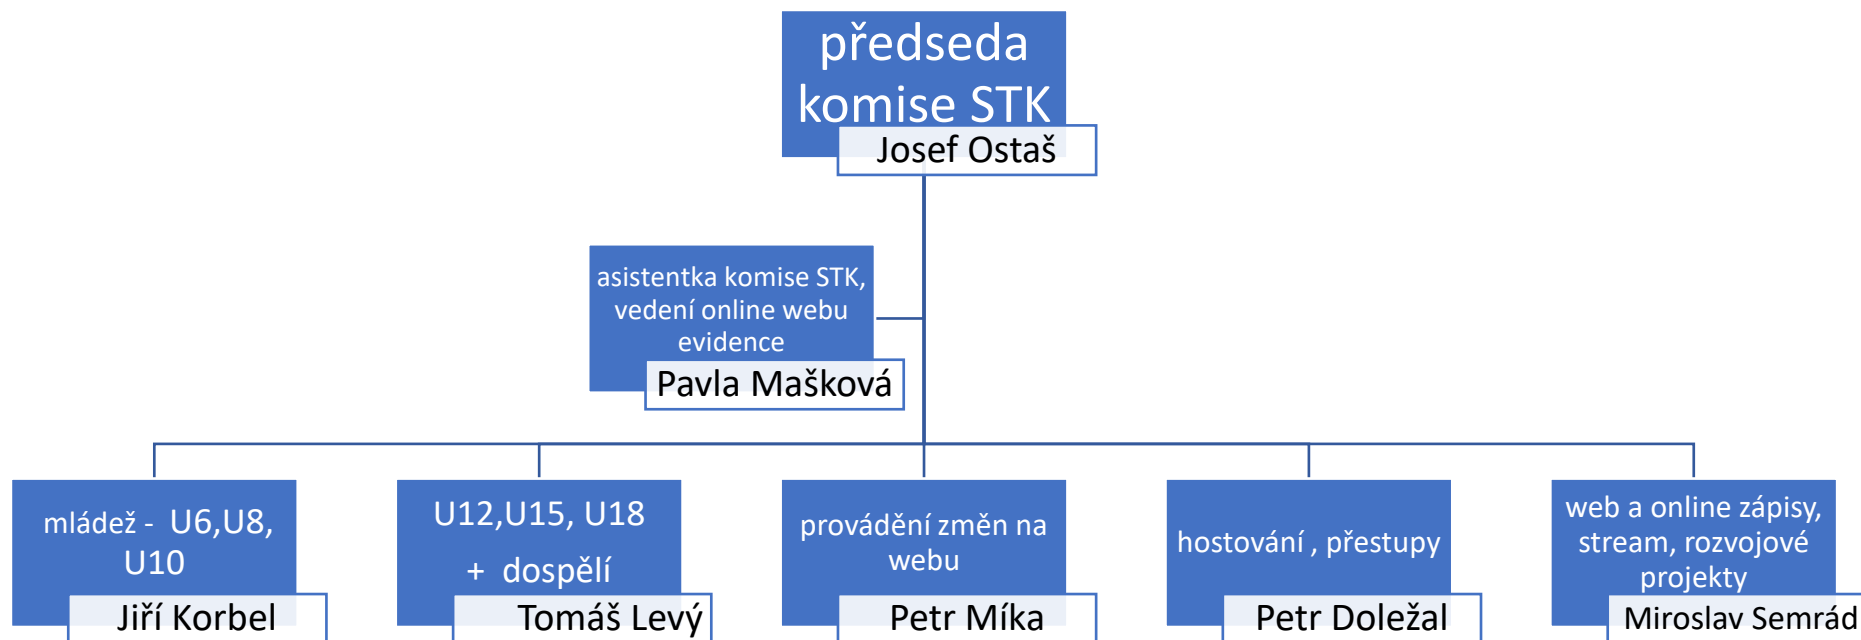 předseda
komise STK
Josef Ostaš
asistentka komise STK,
vedení online webu
evidence
Pavla Mašková
mládež - U6,U8,
U10
Jiří Korbel
U12,U15, U18
+ dospělí
Tomáš Levý
provádění změn na
webu
Petr Míka
hostování , přestupy
Petr Doležal
web a online zápisy,
stream, rozvojové
projekty
Miroslav Semrád